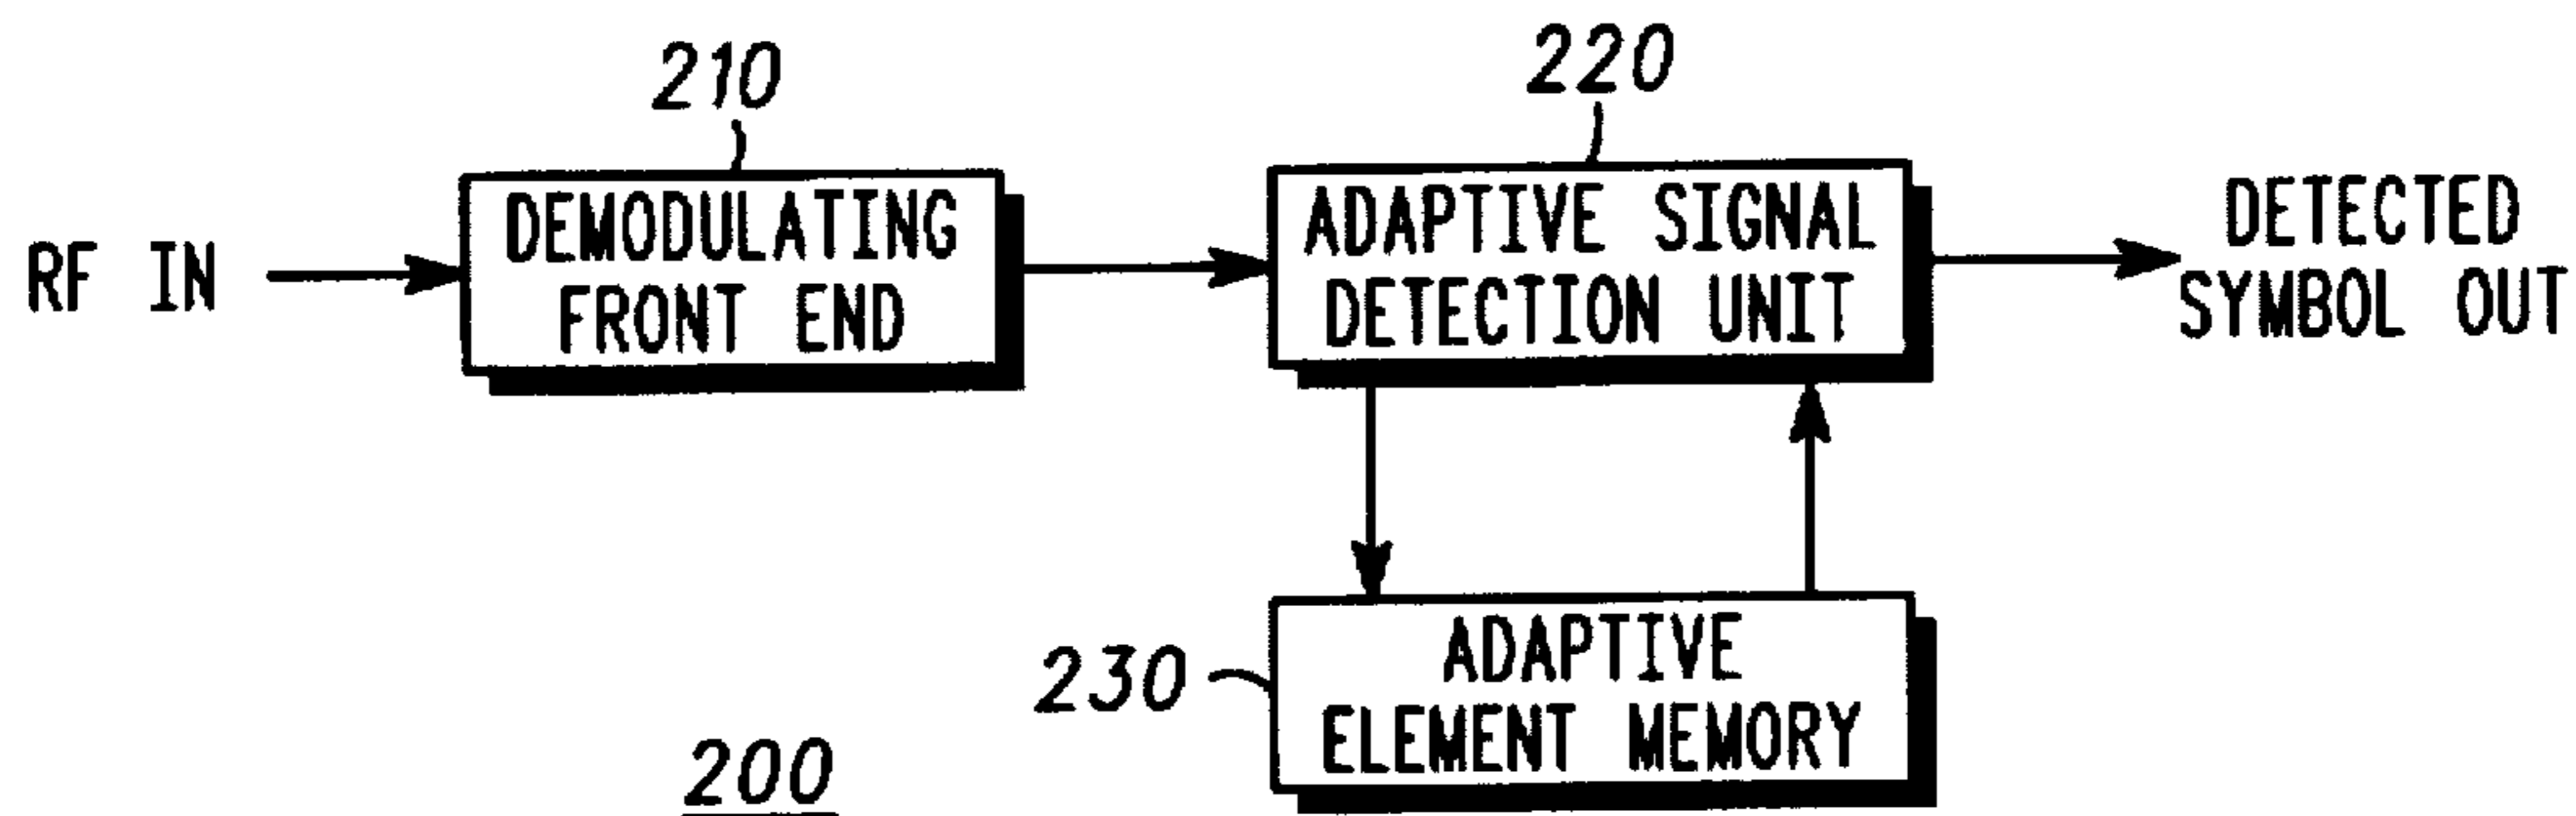 210
220
RF IN
DEMODULATING
FRONT END
ADAPTIVE SIGNAL
DETECTION UNIT
DETECTED
SYMBOL OUT
230
ADAPTIVE
ELEMENT MEMORY
200